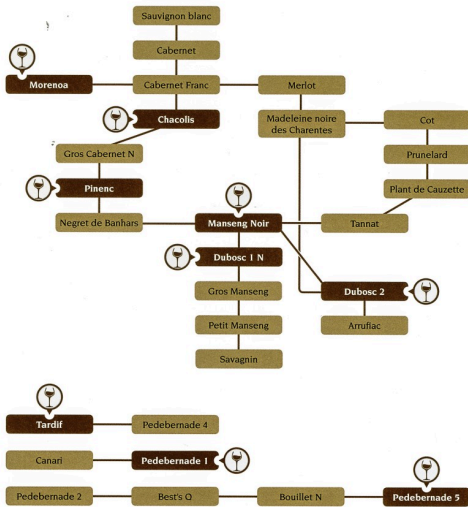 Sauvignon blanc
Cabernet
Morenoa
Cabernet Franc
Merlot
Chacolis
Madeleine noire
des Charentes
Cot
Gros Cabernet N
Prunelard
Pinenc
Plant de Cauzette
Negret de Banhars
Manseng Noir
Tannat
Dubosc 1 N
Gros Manseng
Dubosc 2
Petit Manseng
Arrufiac
Savagnin
Tardif
Pedebernade 4
Canari
Pedebernade 1
Pedebernade 2
Best's Q
Bouillet N
Pedebernade 5